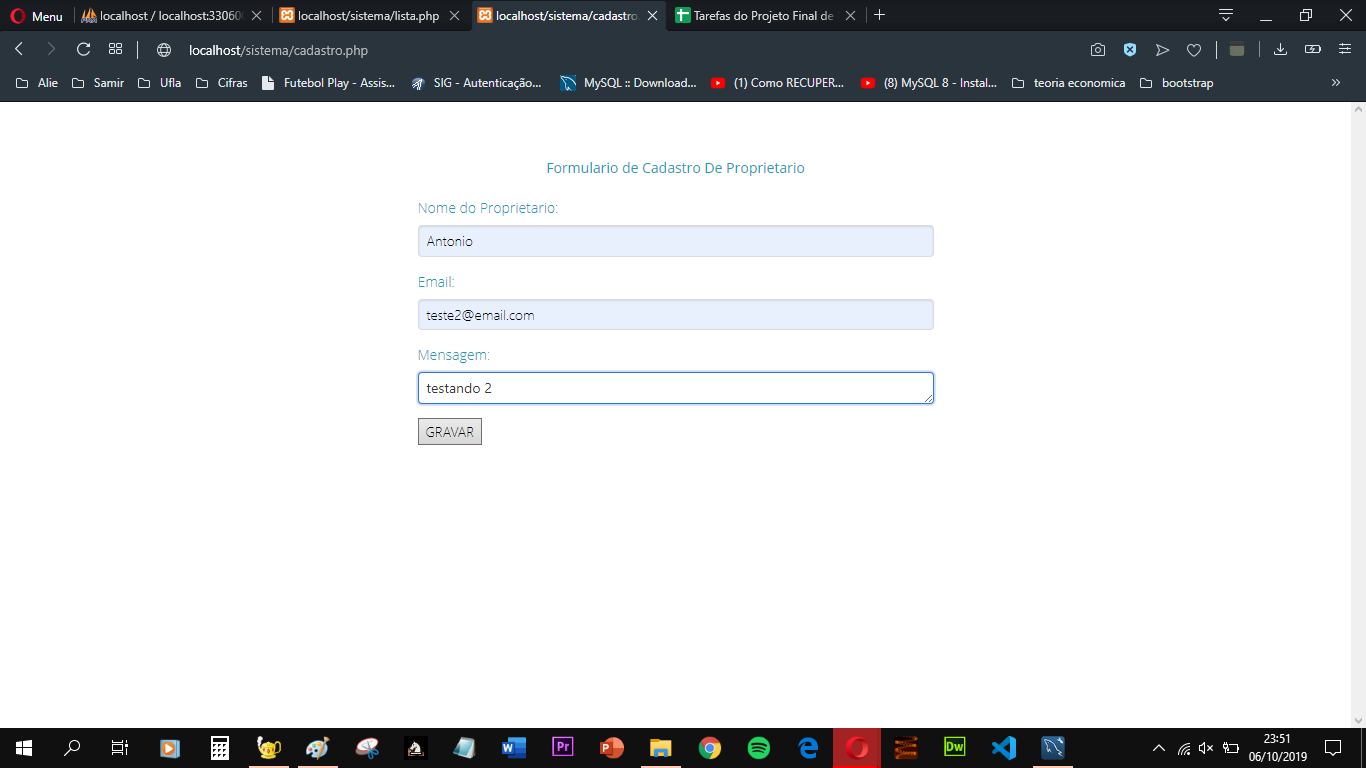 Menu
localhost / localhost:33060
localhost/sistema/lista.php
localhost/sistema/cadastro.
Tarefas do Projeto Final de
localhost/sistema/cadastro.php
Alie
Samir
Ufla
Cifras
Futebol Play - Assis...
SIG - Autenticação...
MySQL :: Download...
(1) Como RECUPER...
(8) MySQL 8 - Instal...
teoria economica
bootstrap
Formulario de Cadastro De Proprietario
Nome do Proprietario:
Antonio
Email:
teste2@email.com
Mensagem:
testando 2
GRAVAR
Pr
Dw
23:51
06/10/2019